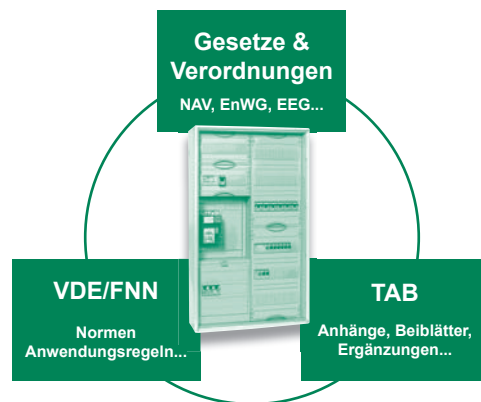 Gesetze &
Verordnungen
NAV, EnWG, EEG...
VDE/FNN
Normen
Anwendungsregeln...
TAB
Anhänge, Beiblätter,
Ergänzungen...